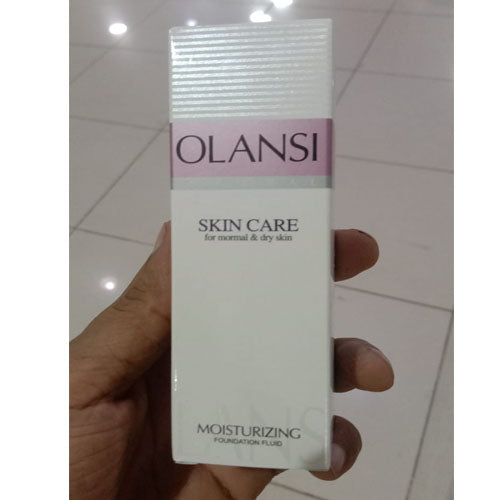 OLANSI
SKIN CARE
for mormal & dry skin
MOISTURIZING
FOUNDATION FLUID